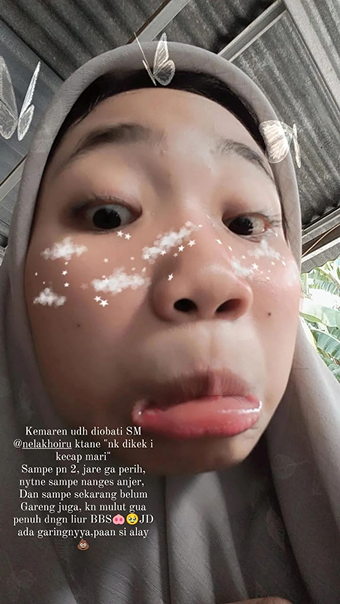 Kemaren udh diobati SM
@nelakhoiru ktane "nk dikek i
kecap mari"
Sampe pn 2, jare ga perih,
nytne sampe nanges anjer,
Dan sampe sekarang belum
Gareng juga, kn mulut gua
penuh dngn liur BBS🐽🥹JD
ada garingnyya,paan si alay
💩